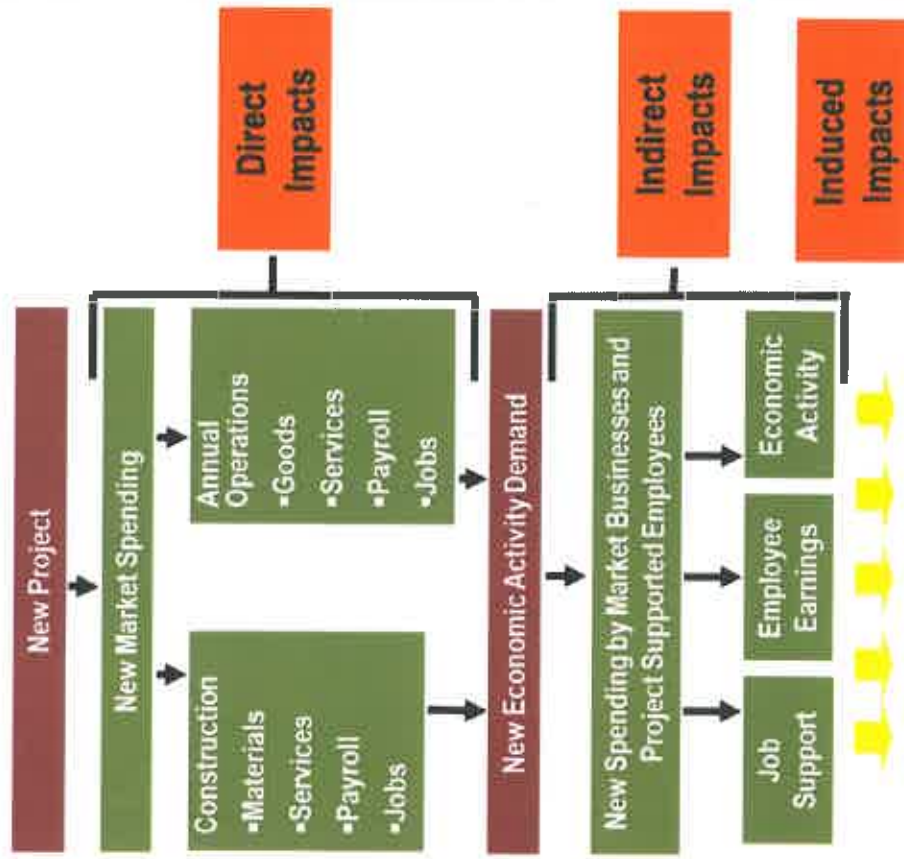 New Project
New Market Spending
Construction
▪Materials
▪Services
▪Payroll
▪Jobs
Annual
Operations
▪Goods
▪Services
▪Payroll
▪Jobs
Direct
Impacts
New Economic Activity Demand
New Spending by Market Businesses and
Project Supported Employees
Job
Support
Employee
Earnings
Economic
Activity
Indirect
Impacts
Induced
Impacts